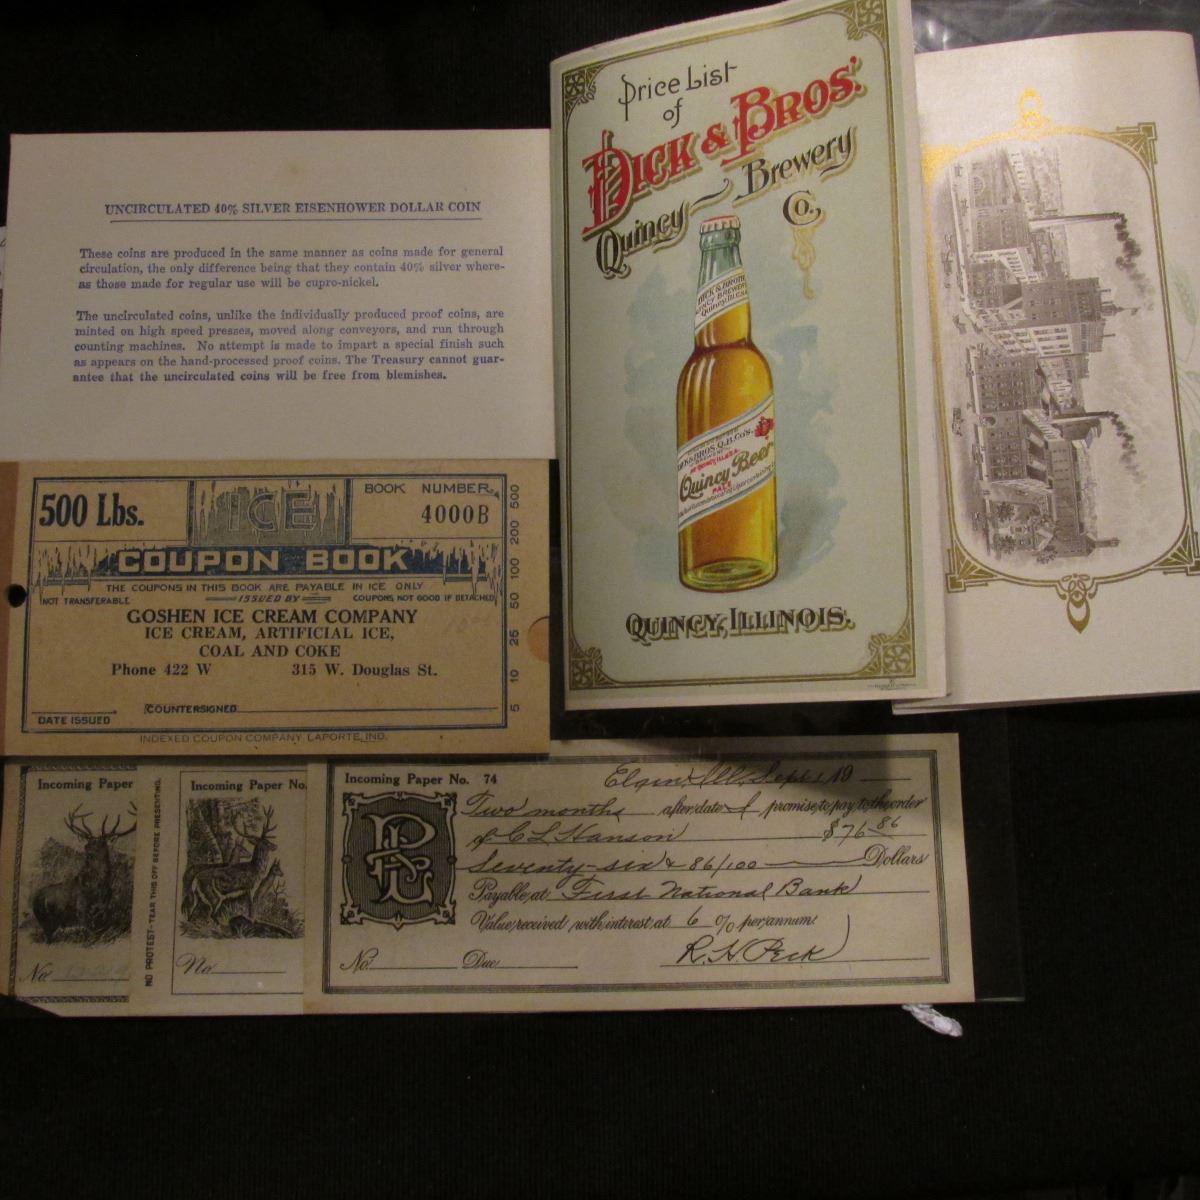 UNCIRCULATED 40% SILVER EISENHOWER DOLLAR COIN
These coins are produced in the same manner as coins made for general
circulation, the only difference being that they contain 40% silver where-
as those made for regular use will be cupro-nickel.
The uncirculated coins, unlike the individually produced proof coins, are
minted on high speed presses, moved along conveyors, and run through
counting machines. No attempt is made to impart a special finish such
as appears on the hand-processed proof coins. The Treasury cannot guar-
antee that the uncirculated coins will be free from blemishes.
Price List
of
DICK & BROS'.
Quincy Brewery
Co.,
DICK & BROTH
Quincy Beer
PALE
QUINCY, ILLINOIS.
500 Lbs.
ICE
BOOK NUMBER
4000B
COUPON BOOK
THE COUPONS IN THIS BOOK ARE PAYABLE IN ICE ONLY
NOT TRANSFERABLE
ISSUED BY
COUPONS NOT GOOD IF DETACHED
GOSHEN ICE CREAM COMPANY
ICE CREAM, ARTIFICIAL ICE,
COAL AND COKE
Phone 422 W 315 W. Douglas St.
DATE ISSUED
COUNTERSIGNED
INDEXED COUPON COMPANY, LAPORTE, IND.
5 10 25 50 100 200 500
Incoming Paper
No.
NO PROTEST-TEAR THIS OFF BEFORE PRESENTING.
Incoming Paper No.
No.
Incoming Paper No. 74
Elgin, Ill. Sept 1 19
Two months after date I promise to pay to the order
of C L Hanson $76 86
Seventy-six & 86/100 Dollars
Payable at First National Bank
Value received with interest at 6 % per annum
No. Due R. H. Peck